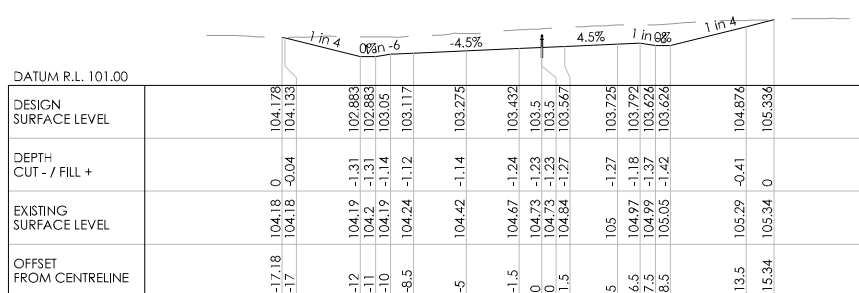 1 in 4
0%
1 in -6
-4.5%
4.5%
1 in 6
1 in 4
DATUM R.L. 101.00
DESIGN
SURFACE LEVEL
104.178 104.133 102.883 102.883 103.05 103.117 103.275 103.432 103.5 103.5 103.567 103.725 103.792 103.626 103.626 104.876 105.336
DEPTH
CUT - / FILL +
0 -0.04 -1.31 -1.31 -1.14 -1.12 -1.14 -1.24 -1.23 -1.23 -1.27 -1.27 -1.18 -1.37 -1.42 -0.41 0
EXISTING
SURFACE LEVEL
104.18 104.18 104.19 104.2 104.19 104.24 104.42 104.67 104.73 104.73 104.84 105 104.97 104.99 105.05 105.29 105.34
OFFSET
FROM CENTRELINE
-17.18 -17 -12 -11 -10 -8.5 -5 -1.5 0 0 1.5 5 6.5 7.5 8.5 13.5 15.34